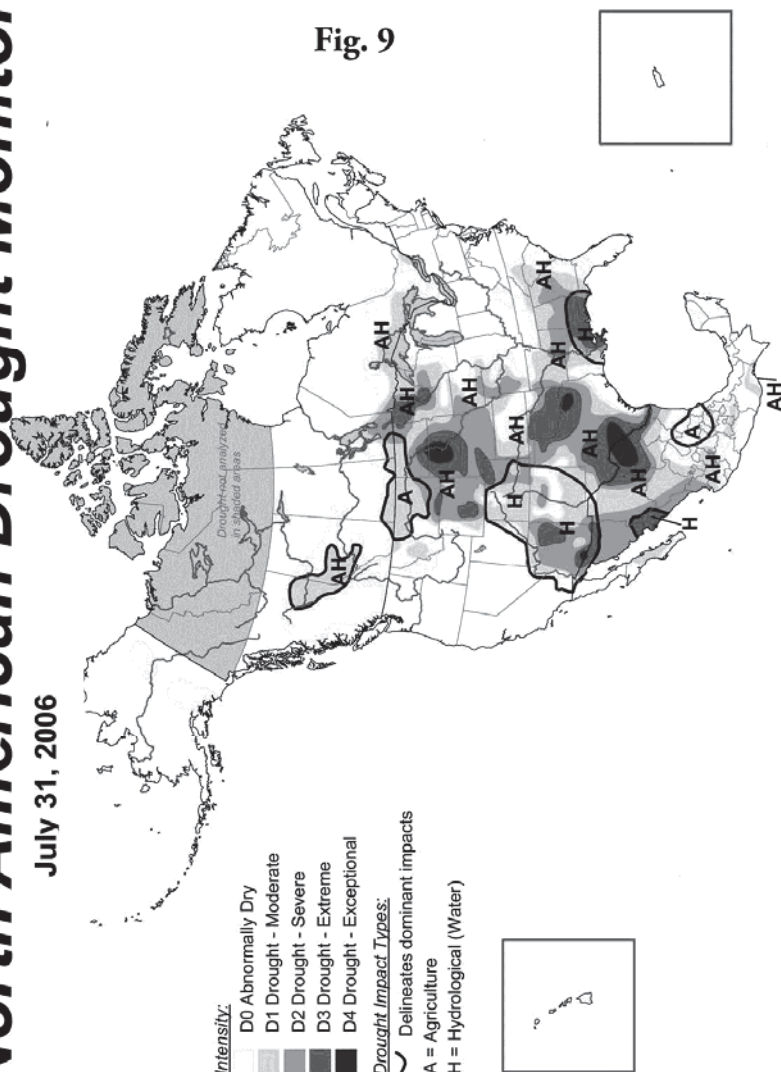 Fig. 9
North American Drought Monitor
July 31, 2006
Drought not analyzed
in shaded areas
AH
AH
AH
AH
AH
AH
AH
AH
AH
AH
AH
AH
A
A
H
H
H
H
Intensity:
D0 Abnormally Dry
D1 Drought - Moderate
D2 Drought - Severe
D3 Drought - Extreme
D4 Drought - Exceptional
Drought Impact Types:
Delineates dominant impacts
A = Agriculture
H = Hydrological (Water)